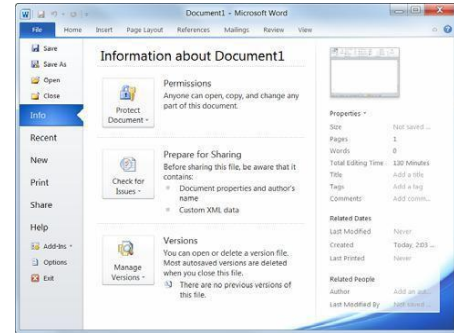 Document1 - Microsoft Word
File Home Insert Page Layout References Mailings Review View
Save
Save As
Open
Close
Info
Recent
New
Print
Share
Help
Add-Ins
Options
Exit
Information about Document1
Protect
Document
Permissions
Anyone can open, copy, and change any
part of this document.
Check for
Issues
Prepare for Sharing
Before sharing this file, be aware that it
contains:
Document properties and author's
name
Custom XML data
Manage
Versions
Versions
You can open or delete a version file.
Most autosaved versions are deleted
when you close this file.
There are no previous versions of
this file.
Properties
Size Not saved ...
Pages 1
Words 0
Total Editing Time 130 Minutes
Title Add a title
Tags Add a tag
Comments Add comm...
Related Dates
Last Modified Never
Created Today, 2:03 ...
Last Printed Never
Related People
Author Add an aut...
Last Modified By Not saved ...